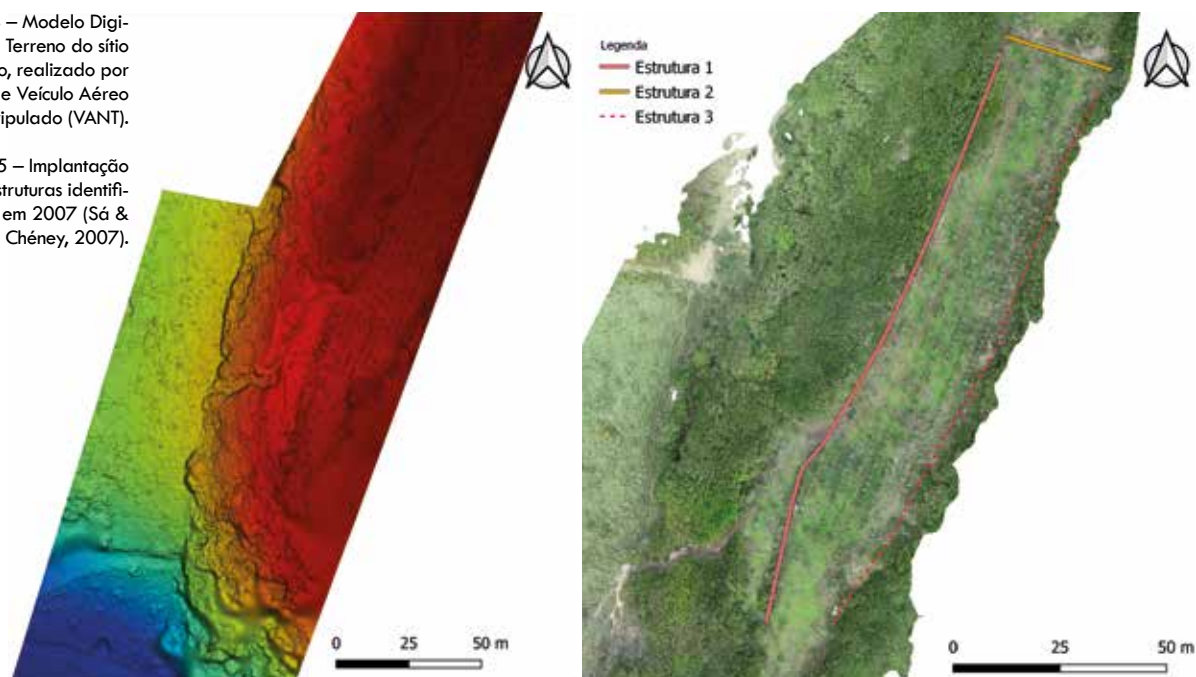 – Modelo Digi-
Terreno do sítio
o, realizado por
e Veículo Aéreo
ripulado (VANT).
5 – Implantação
struturas identifi-
em 2007 (Sá &
Chéney, 2007).
0 25 50 m
Legenda
Estrutura 1
Estrutura 2
Estrutura 3
0 25 50 m